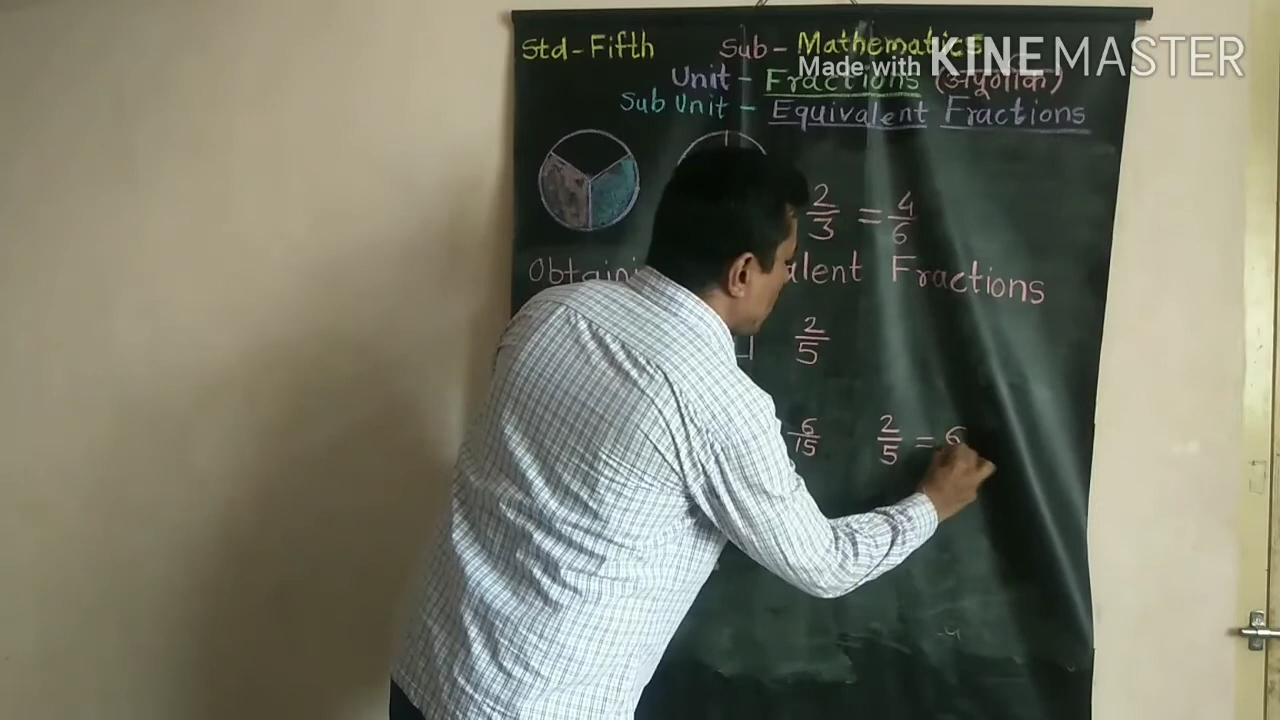 Std-Fifth Sub- Mathematics
Made with KINEMASTER
Unit - Fractions (अपूर्णांक)
Sub Unit - Equivalent Fractions
2/3 = 4/6
Obtaini alent Fractions
2/5
6/15 2/5 = 6